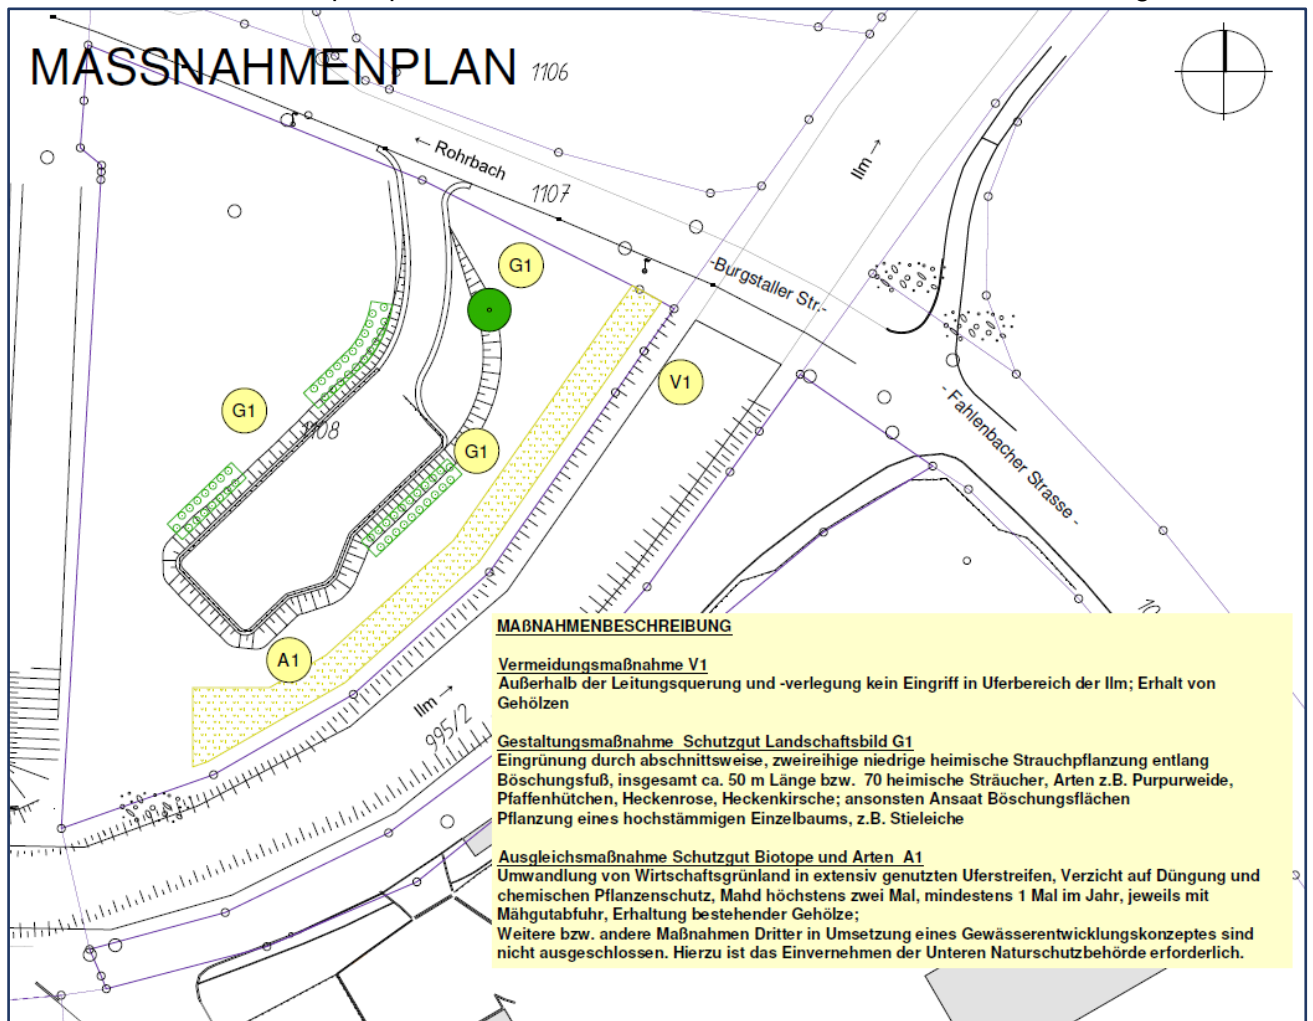 MASSNAHMENPLAN
1106
← Rohrbach
1107
Ilm →
-Burgstaller Str.-
G1
V1
G1
1108
G1
- Fahlenbacher Strasse -
A1
Ilm →
995/2
MAßNAHMENBESCHREIBUNG
Vermeidungsmaßnahme V1
Außerhalb der Leitungsquerung und -verlegung kein Eingriff in Uferbereich der Ilm; Erhalt von
Gehölzen
Gestaltungsmaßnahme Schutzgut Landschaftsbild G1
Eingrünung durch abschnittsweise, zweireihige niedrige heimische Strauchpflanzung entlang
Böschungsfuß, insgesamt ca. 50 m Länge bzw. 70 heimische Sträucher, Arten z.B. Purpurweide,
Pfaffenhütchen, Heckenrose, Heckenkirsche; ansonsten Ansaat Böschungsflächen
Pflanzung eines hochstämmigen Einzelbaums, z.B. Stieleiche
Ausgleichsmaßnahme Schutzgut Biotope und Arten A1
Umwandlung von Wirtschaftsgrünland in extensiv genutzten Uferstreifen, Verzicht auf Düngung und
chemischen Pflanzenschutz, Mahd höchstens zwei Mal, mindestens 1 Mal im Jahr, jeweils mit
Mähgutabfuhr, Erhaltung bestehender Gehölze;
Weitere bzw. andere Maßnahmen Dritter in Umsetzung eines Gewässerentwicklungskonzeptes sind
nicht ausgeschlossen. Hierzu ist das Einvernehmen der Unteren Naturschutzbehörde erforderlich.